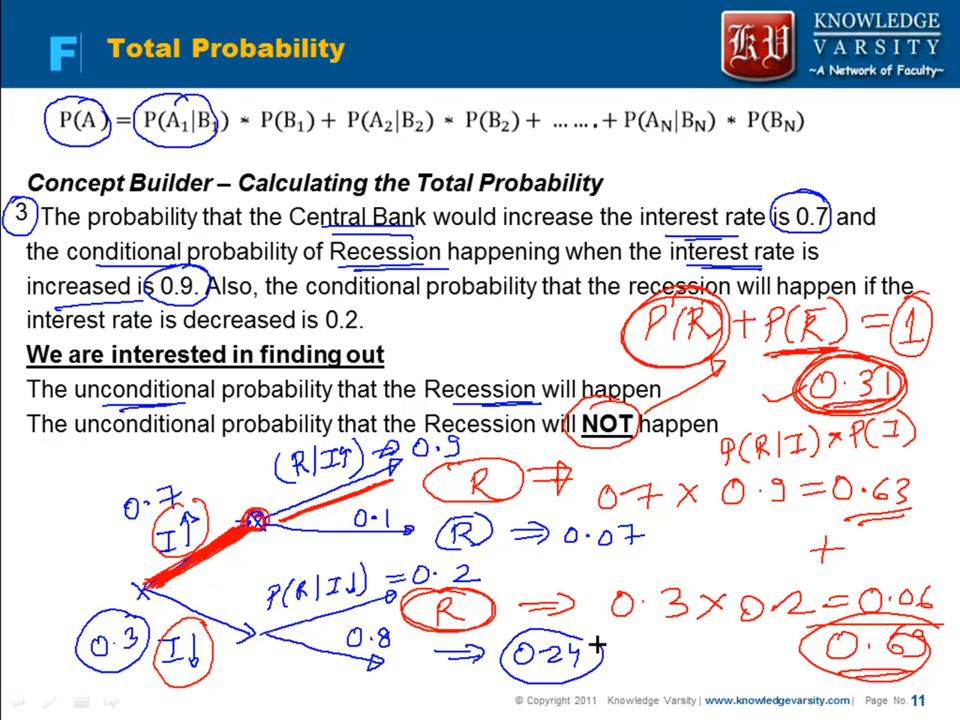 F Total Probability
KV
KNOWLEDGE
VARSITY
~A Network of Faculty~
P(A) = P(A₁|B₁) * P(B₁) + P(A₂|B₂) * P(B₂) + ... ... . + P(A_N|B_N) * P(B_N)
Concept Builder – Calculating the Total Probability
3 The probability that the Central Bank would increase the interest rate is 0.7 and
the conditional probability of Recession happening when the interest rate is
increased is 0.9. Also, the conditional probability that the recession will happen if the
interest rate is decreased is 0.2.
P(R) + P(R̅) = 1
We are interested in finding out
The unconditional probability that the Recession will happen
0.31
The unconditional probability that the Recession will NOT happen
P(R|I) × P(I)
(R|I↑) ⇒ 0.9
0.7
I↑
R ⇒ 0.7 × 0.9 = 0.63
0.1 (R̅) ⇒ 0.07
+
P(R|I↓) = 0.2
R ⇒ 0.3 × 0.2 = 0.06
0.3 I↓
0.8 ⇒ 0.24
0.69
© Copyright 2011 Knowledge Varsity | www.knowledgevarsity.com | Page No. 11